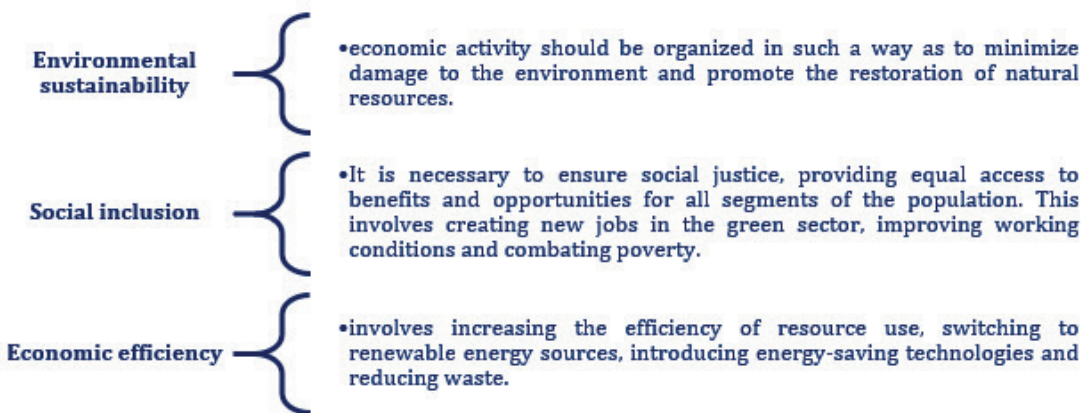 Environmental
sustainability
•economic activity should be organized in such a way as to minimize
damage to the environment and promote the restoration of natural
resources.
Social inclusion
•It is necessary to ensure social justice, providing equal access to
benefits and opportunities for all segments of the population. This
involves creating new jobs in the green sector, improving working
conditions and combating poverty.
Economic efficiency
•involves increasing the efficiency of resource use, switching to
renewable energy sources, introducing energy-saving technologies and
reducing waste.